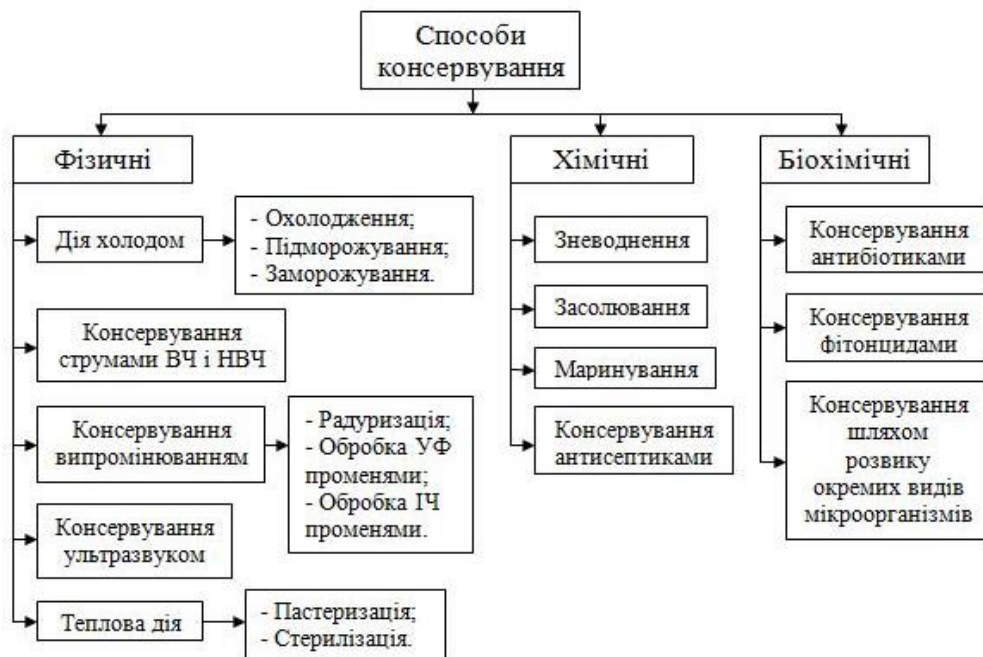 Способи
консервування
Фізичні
Хімічні
Біохімічні
Дія холодом
- Охолодження;
- Підморожування;
- Заморожування.
Консервування
струмами ВЧ і НВЧ
Консервування
випромінюванням
- Радуризація;
- Обробка УФ
променями;
- Обробка ІЧ
променями.
Консервування
ультразвуком
Теплова дія
- Пастеризація;
- Стерилізація.
Зневоднення
Засолювання
Маринування
Консервування
антисептиками
Консервування
антибіотиками
Консервування
фітонцидами
Консервування
шляхом
розвику
окремих видів
мікроорганізмів